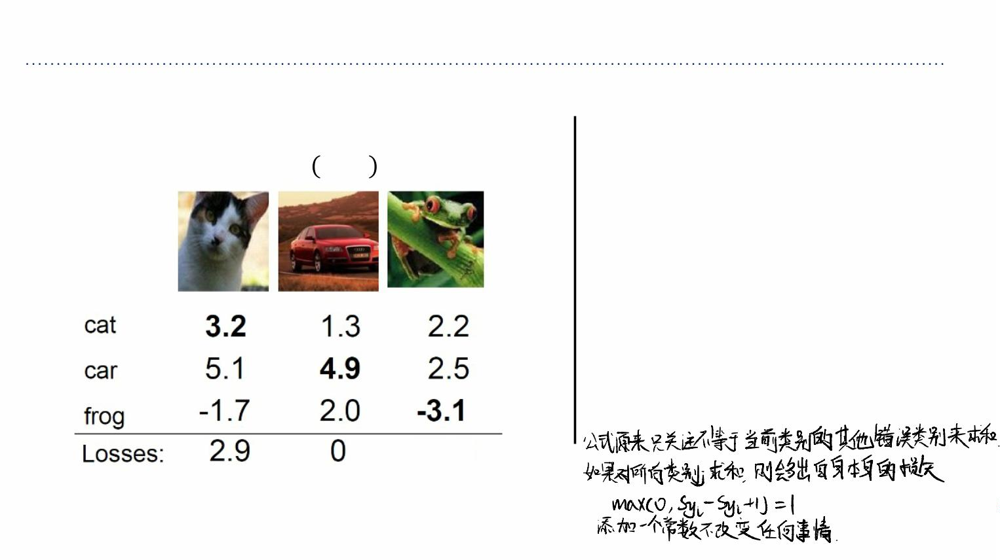 ( )
cat 3.2 1.3 2.2
car 5.1 4.9 2.5
frog -1.7 2.0 -3.1
Losses: 2.9 0
公式原来只关注不等于当前类别的其他错误类别来求和.
如果对所有类别j求和,则会多出自身本身的损失
max(0, Syi-Syi+1)=1
添加一个常数不改变任何事情.